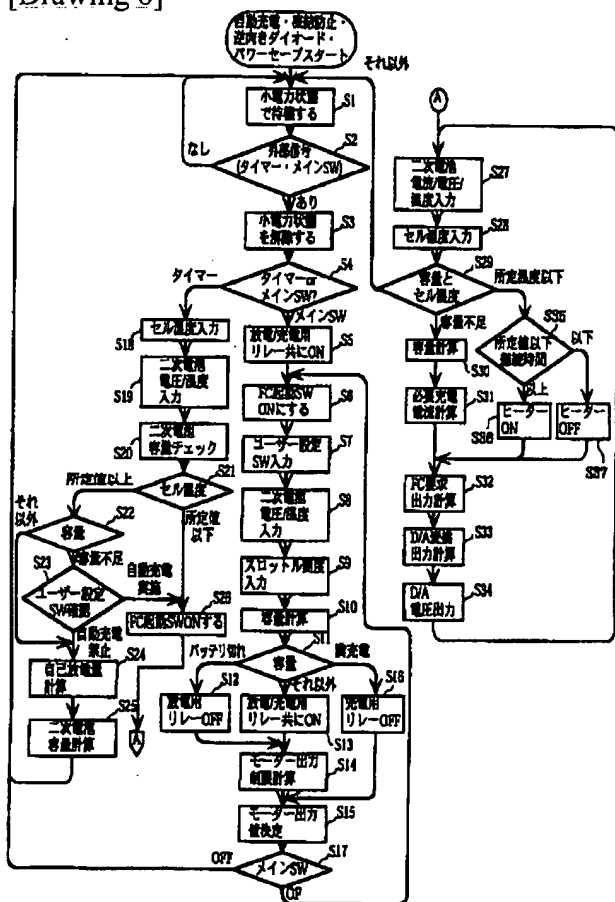 [Drawing 6]
自動充電・凍結防止・
逆向きダイオード・
パワーセーブスタート
それ以外
小電力状態
で待機する
S1
なし
外部信号
(タイマー・メインSW)
S2
あり
小電力状態
を解除する
S3
タイマー
タイマーor
メインSW?
S4
メインSW
セル温度入力
S18
放電/充電用
リレー共にON
S5
二次電池
電圧/温度
入力
S19
FC起動SW
ONにする
S6
二次電池
容量チェック
S20
ユーザー設定
SW入力
S7
所定値以上
セル温度
S21
所定値
以下
二次電池
電圧/温度
入力
S8
それ
以外
容量
S22
容量不足
スロットル開度
入力
S9
S23
ユーザー設定
SW確認
自動充電
実施
容量計算
S10
自動充電
禁止
FC起動SWONする
S26
バッテリ切れ
容量
S11
満充電
それ以外
自己放電量
計算
S24
放電用
リレーOFF
S12
放電/充電用
リレー共にON
S13
充電用
リレーOFF
S16
二次電池
容量計算
S25
A
モーター出力
制限計算
S14
モーター出力
値決定
S15
OFF
メインSW
S17
OF
A
二次電池
電流/電圧/
温度入力
S27
セル温度入力
S28
容量と
セル温度
S29
所定温度以下
容量不足
容量計算
S30
所定値以下
継続時間
S35
以下
以上
必要充電
電流計算
S31
ヒーター
ON
S36
ヒーター
OFF
S37
FC要求
出力計算
S32
D/A変換
出力計算
S33
D/A
電圧出力
S34